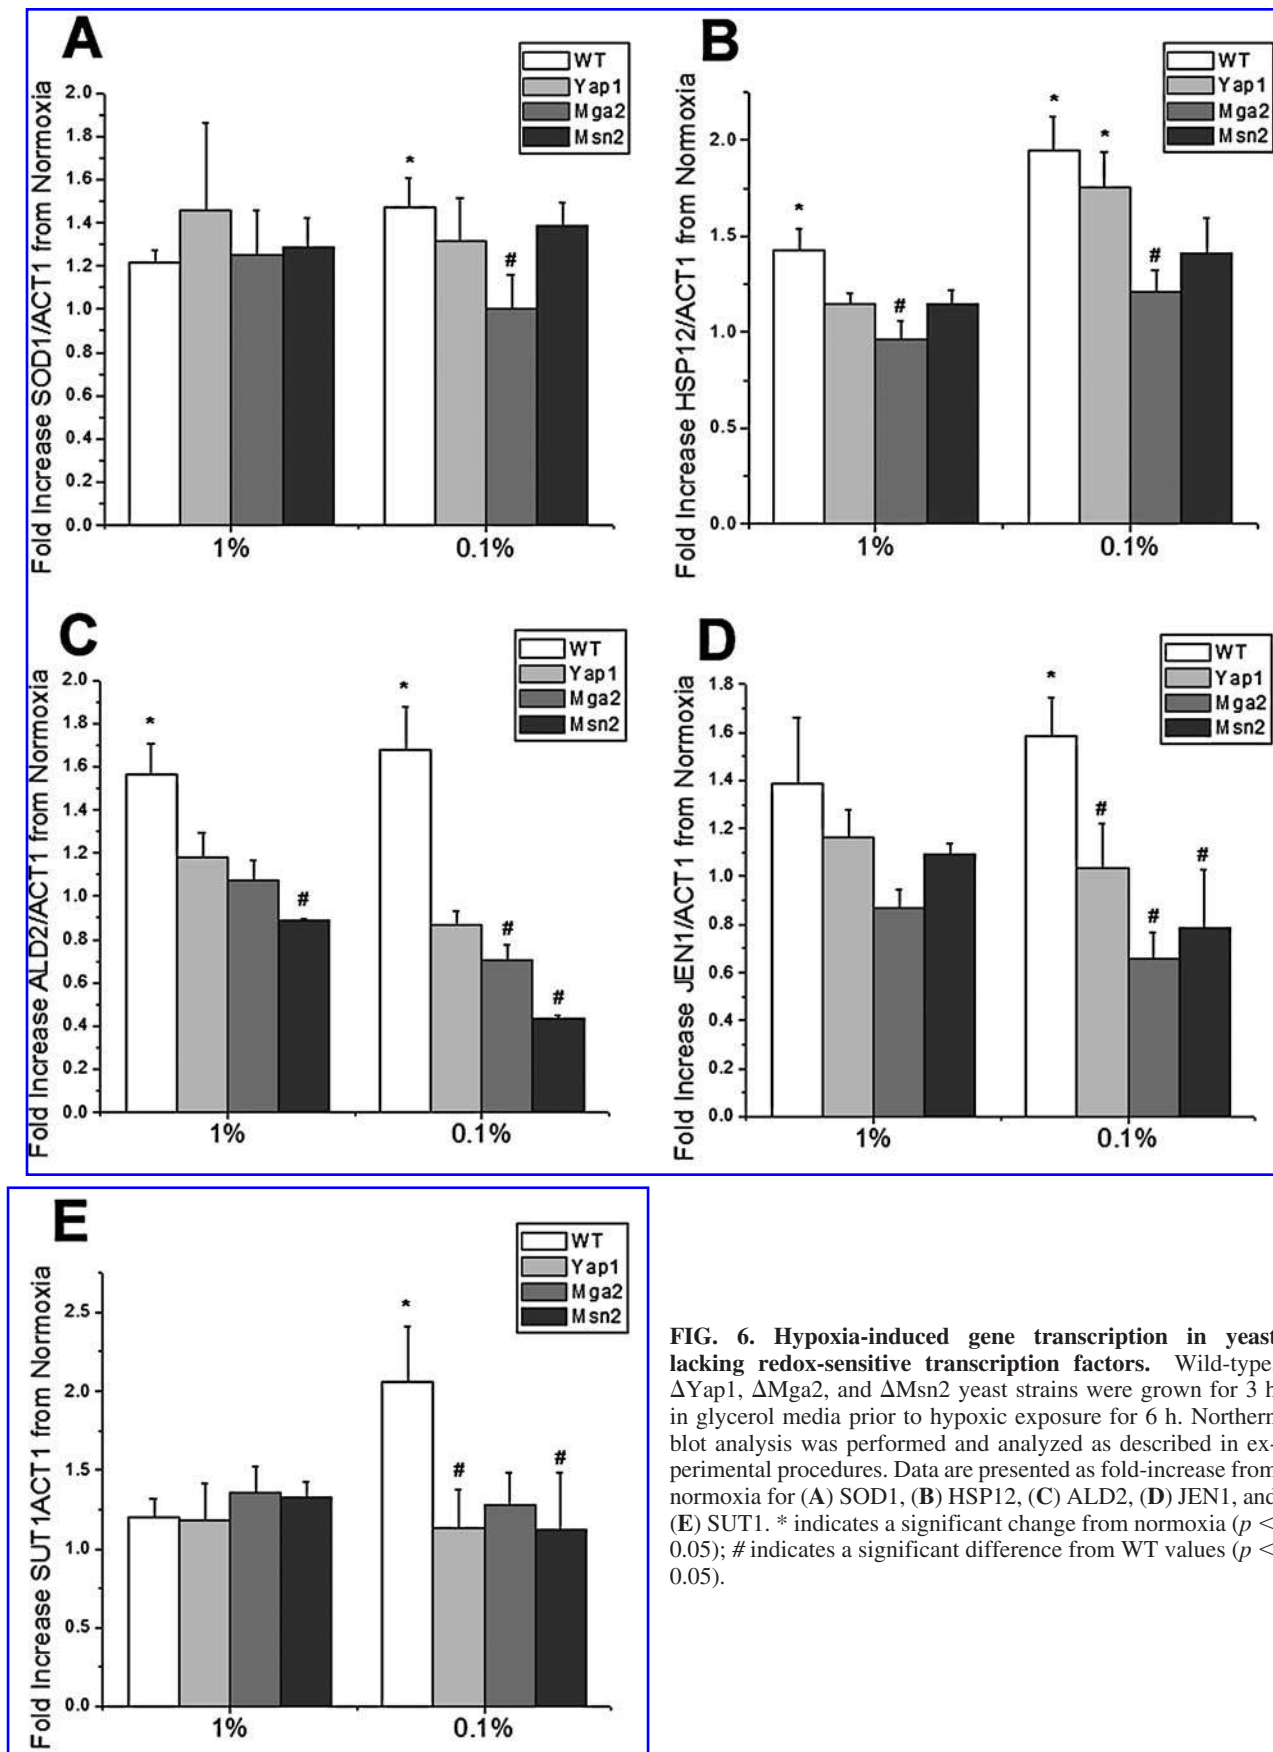 A
WT
Yap1
Mga2
Msn2
Fold Increase SOD1/ACT1 from Normoxia
2.0
1.8
1.6
1.4
1.2
1.0
0.8
0.6
0.4
0.2
0.0
*
#
1%
0.1%
B
WT
Yap1
Mga2
Msn2
Fold Increase HSP12/ACT1 from Normoxia
2.0
1.5
1.0
0.5
0.0
*
#
*
*
#
1%
0.1%
C
WT
Yap1
Mga2
Msn2
Fold Increase ALD2/ACT1 from Normoxia
2.0
1.8
1.6
1.4
1.2
1.0
0.8
0.6
0.4
0.2
0.0
*
#
*
#
#
1%
0.1%
D
WT
Yap1
Mga2
Msn2
Fold Increase JEN1/ACT1 from Normoxia
1.8
1.6
1.4
1.2
1.0
0.8
0.6
0.4
0.2
0.0
*
#
#
#
1%
0.1%
E
WT
Yap1
Mga2
Msn2
Fold Increase SUT1ACT1 from Normoxia
2.5
2.0
1.5
1.0
0.5
0.0
*
#
#
1%
0.1%
FIG. 6. Hypoxia-induced gene transcription in yeast
lacking redox-sensitive transcription factors. Wild-type
ΔYap1, ΔMga2, and ΔMsn2 yeast strains were grown for 3 h
in glycerol media prior to hypoxic exposure for 6 h. Northern
blot analysis was performed and analyzed as described in ex-
perimental procedures. Data are presented as fold-increase from
normoxia for (A) SOD1, (B) HSP12, (C) ALD2, (D) JEN1, and
(E) SUT1. * indicates a significant change from normoxia (p <
0.05); # indicates a significant difference from WT values (p <
0.05).